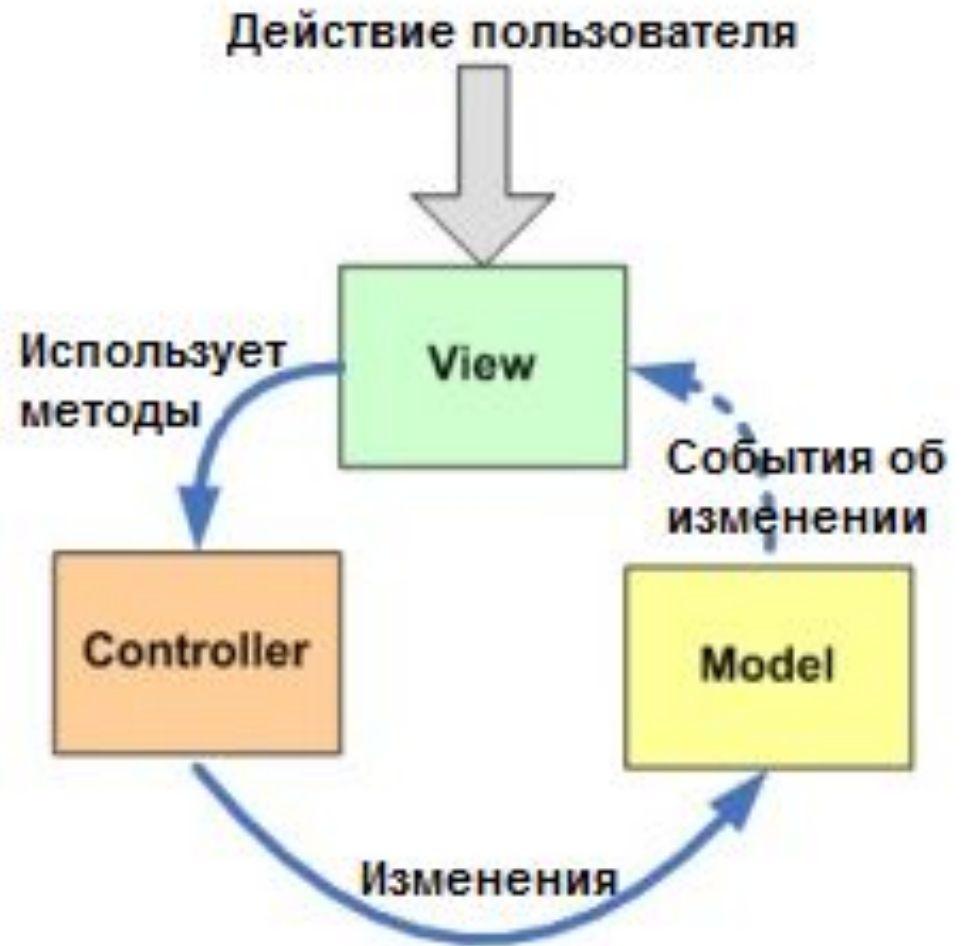 Действие пользователя
View
Использует
методы
События об
изменении
Controller
Model
Изменения